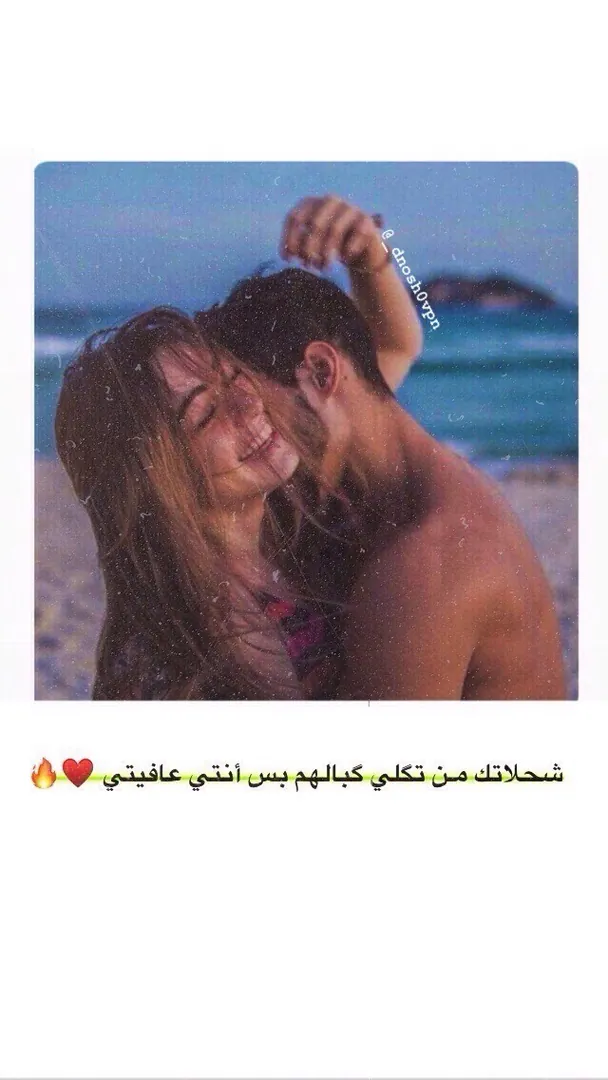 @_dnosh0vpn
شحلاتك من تگلي گبالهم بس أنتي عافيتي ♥️🔥